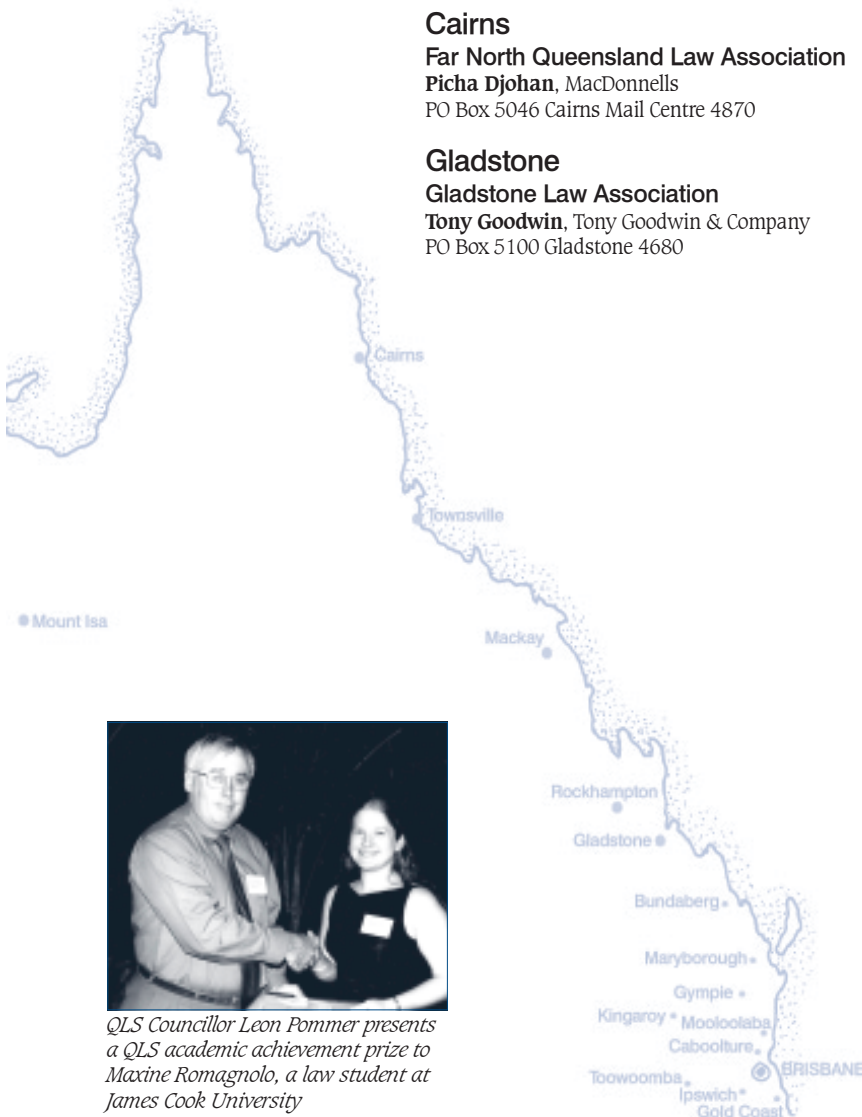 Cairns
Far North Queensland Law Association
Picha Djohan, MacDonnells
PO Box 5046 Cairns Mail Centre 4870
Gladstone
Gladstone Law Association
Tony Goodwin, Tony Goodwin & Company
PO Box 5100 Gladstone 4680
Cairns
Townsville
Mount Isa
Mackay
Rockhampton
Gladstone
Bundaberg
Maryborough
Gympie
Kingaroy
Mooloolaba
Caboolture
BRISBANE
Toowoomba
Ipswich
Gold Coast
QLS Councillor Leon Pommer presents
a QLS academic achievement prize to
Maxine Romagnolo, a law student at
James Cook University